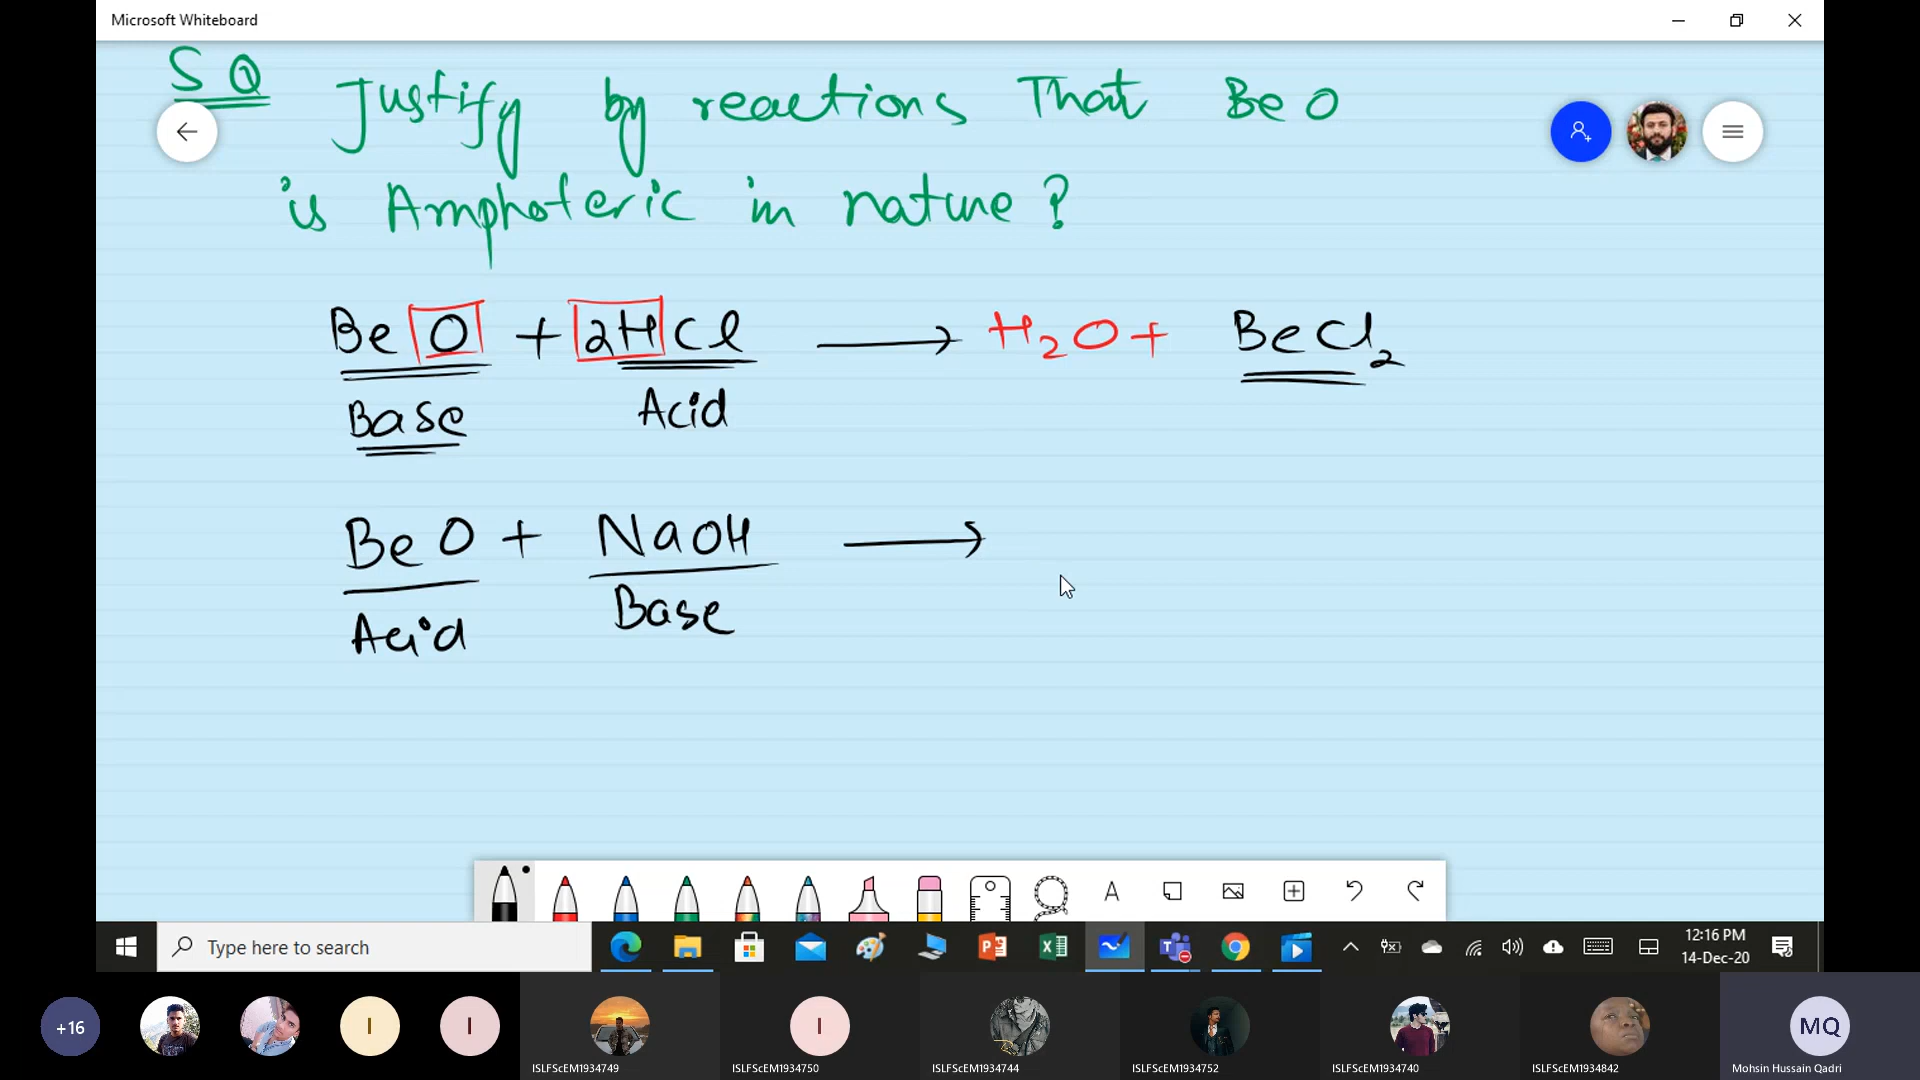 Microsoft Whiteboard
SQ Justify by reactions That BeO
is Amphoteric in nature?
BeO + 2HCl ⟶ H₂O + BeCl₂
Base Acid
BeO + NaOH ⟶
Acid Base
A
Type here to search
12:16 PM
14-Dec-20
+16
I
I
I
MQ
ISLFScEM1934749
ISLFScEM1934750
ISLFScEM1934744
ISLFScEM1934752
ISLFScEM1934740
ISLFScEM1934842
Mohsin Hussain Qadri